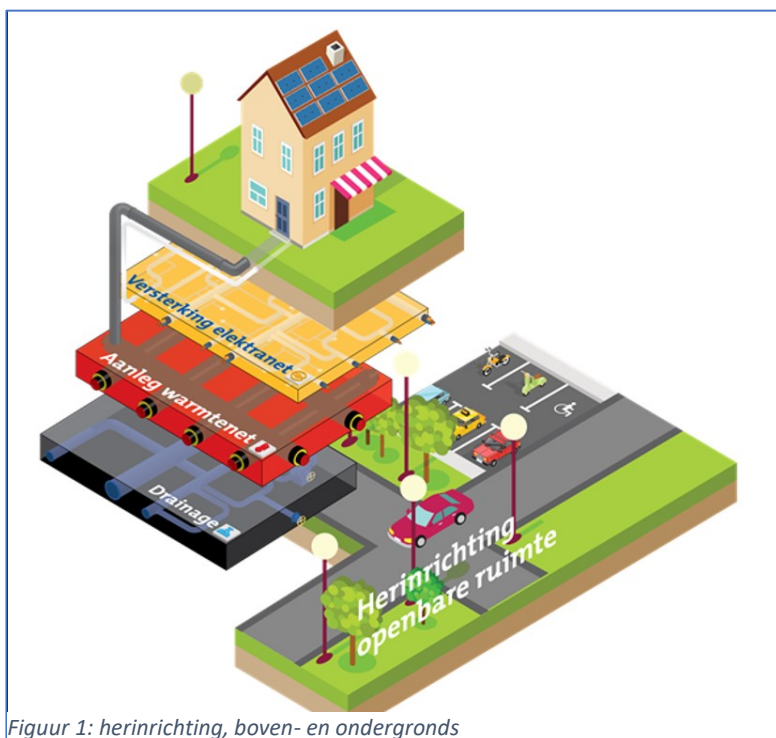 Versterking elektranet
Aanleg warmtenet
Drainage
Herinrichting
openbare ruimte
Figuur 1: herinrichting, boven- en ondergronds